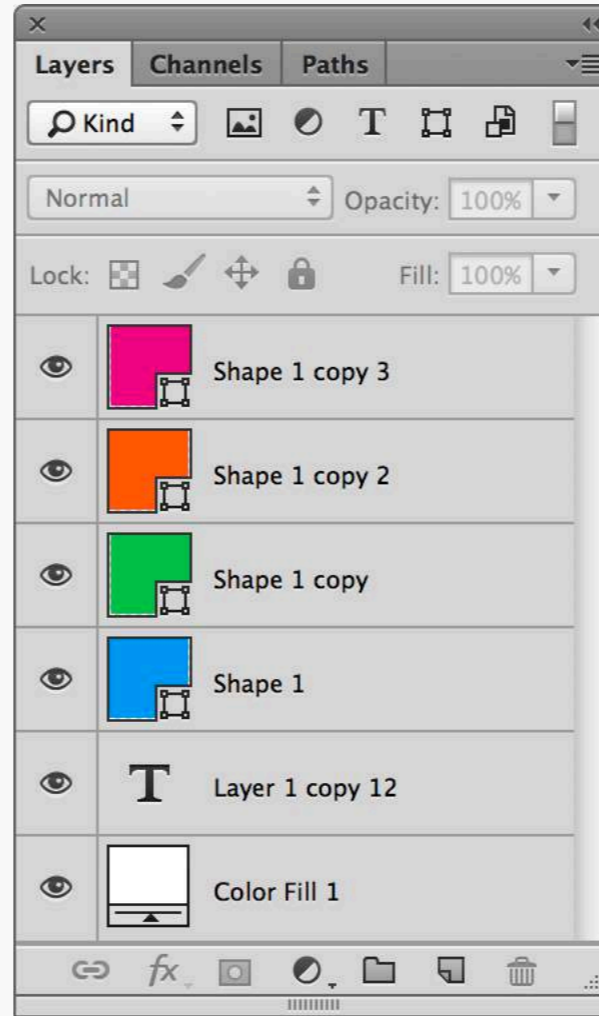 Layers Channels Paths
Kind T
Normal Opacity: 100%
Lock: Fill: 100%
Shape 1 copy 3
Shape 1 copy 2
Shape 1 copy
Shape 1
T Layer 1 copy 12
Color Fill 1
fx